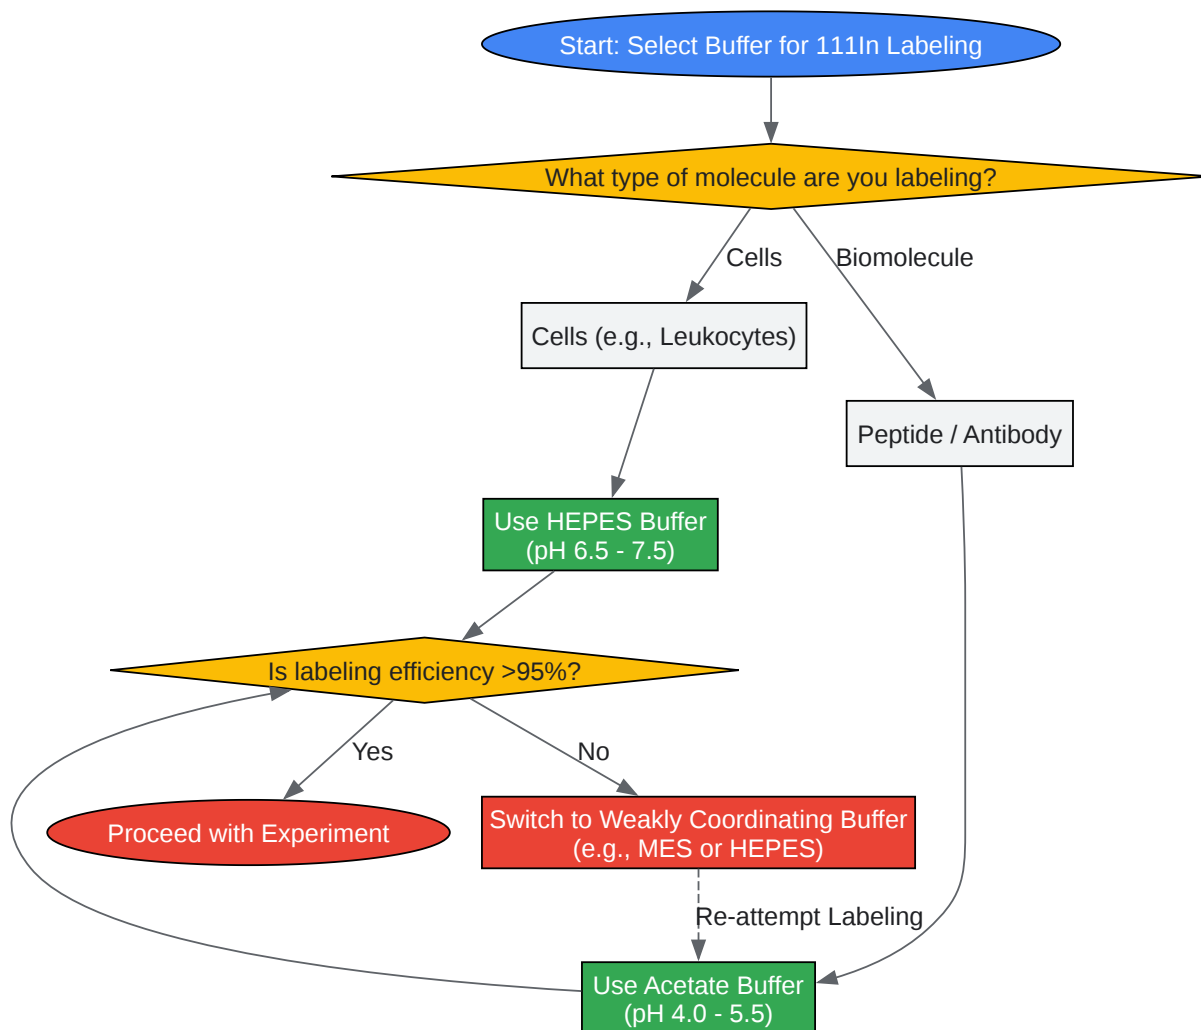 Start: Select Buffer for 111In Labeling
What type of molecule are you labeling?
Cells
Biomolecule
Cells (e.g., Leukocytes)
Peptide / Antibody
Use HEPES Buffer
(pH 6.5 - 7.5)
Is labeling efficiency >95%?
Yes
No
Proceed with Experiment
Switch to Weakly Coordinating Buffer
(e.g., MES or HEPES)
Re-attempt Labeling
Use Acetate Buffer
(pH 4.0 - 5.5)